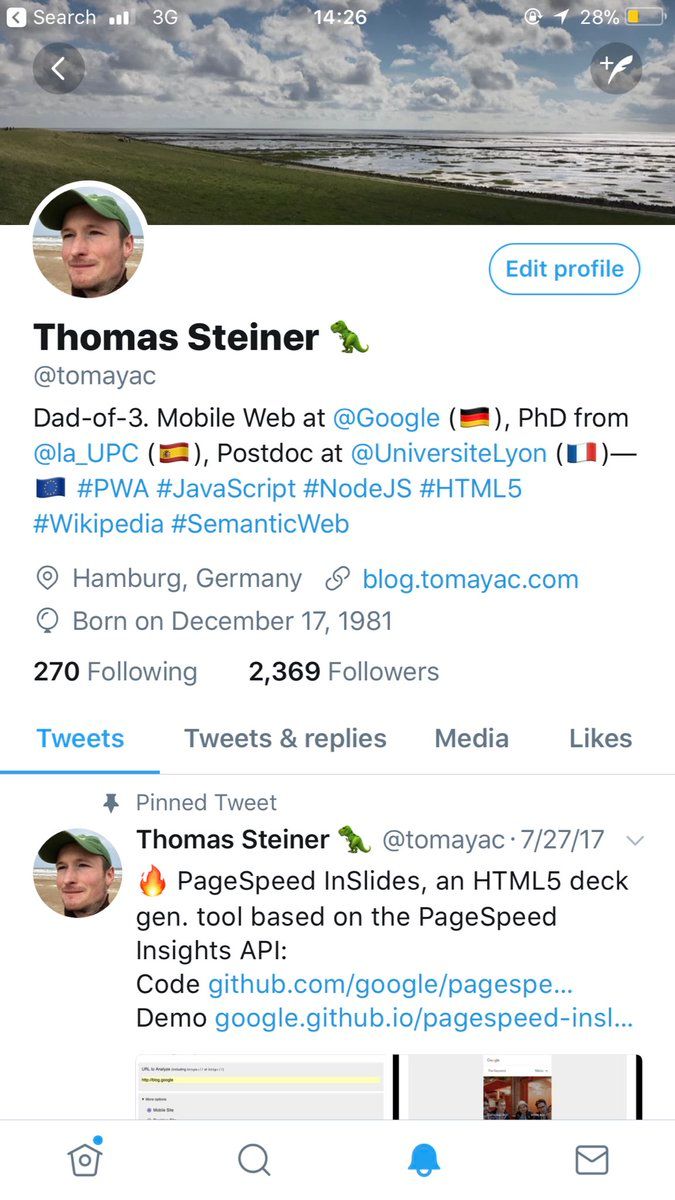 Search 3G 14:26 28%
Edit profile
Thomas Steiner 🦖
@tomayac
Dad-of-3. Mobile Web at @Google (🇩🇪), PhD from
@la_UPC (🇪🇸), Postdoc at @UniversiteLyon (🇫🇷)—
🇪🇺 #PWA #JavaScript #NodeJS #HTML5
#Wikipedia #SemanticWeb
Hamburg, Germany blog.tomayac.com
Born on December 17, 1981
270 Following 2,369 Followers
Tweets Tweets & replies Media Likes
Pinned Tweet
Thomas Steiner 🦖 @tomayac · 7/27/17
🔥 PageSpeed InSlides, an HTML5 deck
gen. tool based on the PageSpeed
Insights API:
Code github.com/google/pagespe...
Demo google.github.io/pagespeed-insl...
URL to Analyze
http://blog.google
More options
Mobile Site
Google